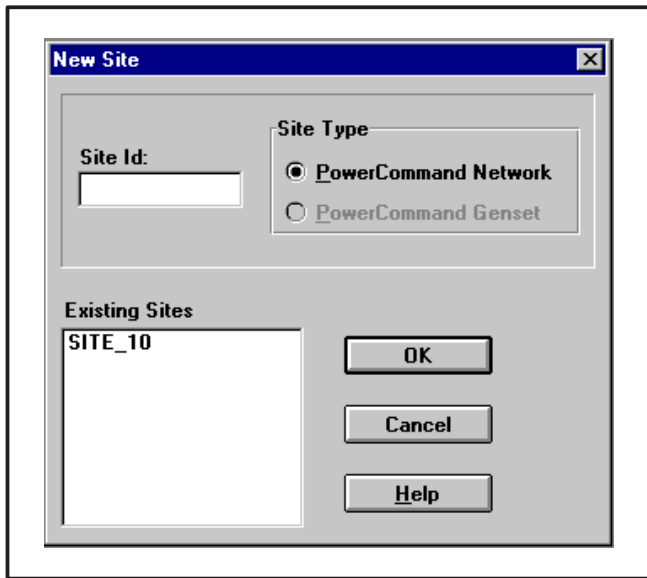 New Site
Site Id:
Site Type
PowerCommand Network
PowerCommand Genset
Existing Sites
SITE_10
OK
Cancel
Help